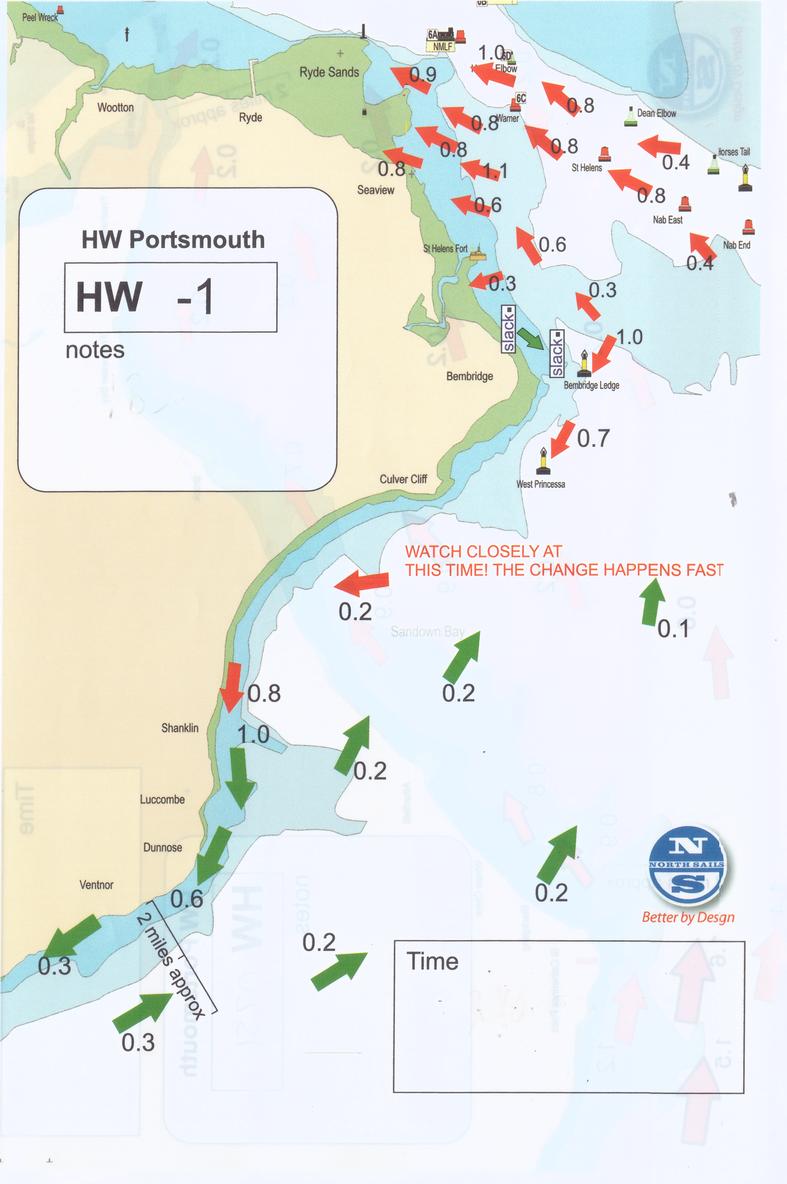 Peel Wreck
6A
NMLF
1.0
Elbow
Ryde Sands
0.9
6C
0.8
Wootton
Ryde
Warner
0.8
Dean Elbow
0.8
0.8
St Helens
0.4
Horses Tail
0.8
1.1
Seaview
0.8
0.6
Nab East
St Helens Fort
0.6
Nab End
0.4
HW Portsmouth
HW -1
notes
0.3
0.3
slack
slack
1.0
Bembridge
Bembridge Ledge
0.7
Culver Cliff
West Princessa
WATCH CLOSELY AT
THIS TIME! THE CHANGE HAPPENS FAST
0.2
Sandown Bay
0.1
0.8
0.2
Shanklin
1.0
0.2
Luccombe
Dunnose
Ventnor
0.6
0.2
N
NORTH SAILS
S
Better by Desgn
2 miles approx
0.3
0.2
Time
0.3